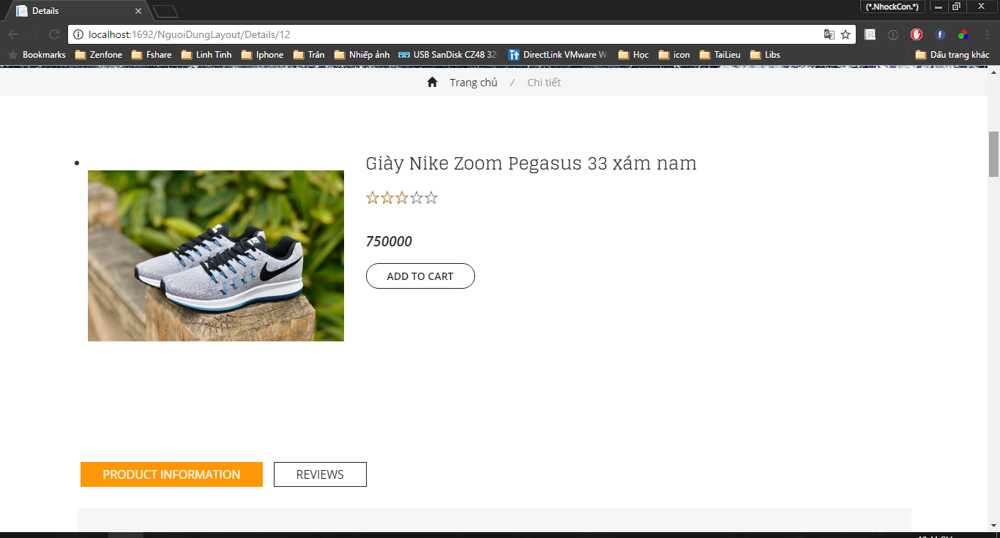 Details
(*.NhockCon.*)
localhost:1692/NguoiDungLayout/Details/12
Bookmarks Zenfone Fshare Linh Tinh Iphone Trân Nhiếp ảnh USB SanDisk CZ48 32 DirectLink VMware W Học icon TaiLieu Libs Dấu trang khác
Trang chủ / Chi tiết
Giày Nike Zoom Pegasus 33 xám nam
750000
ADD TO CART
PRODUCT INFORMATION REVIEWS